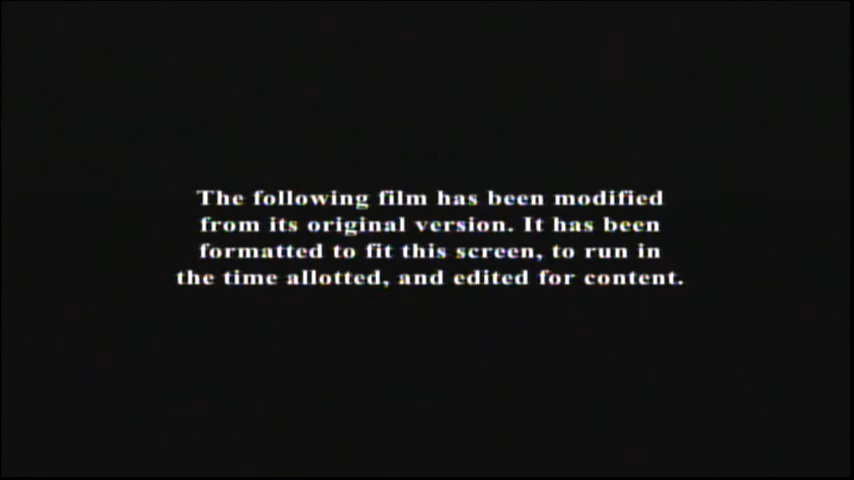 The following film has been modified
from its original version. It has been
formatted to fit this screen, to run in
the time allotted, and edited for content.